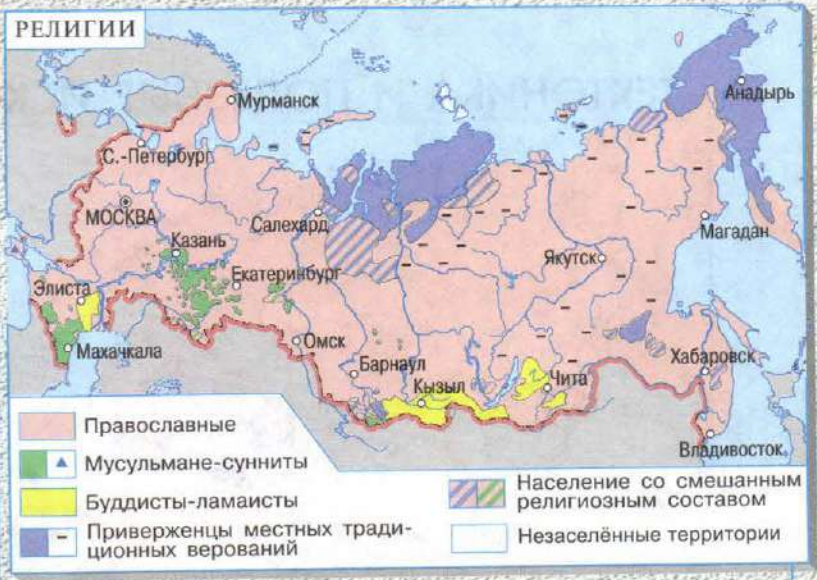 РЕЛИГИИ
Мурманск
Анадырь
С.-Петербург
МОСКВА
Салехард
Магадан
Казань
Якутск
Элиста
Екатеринбург
Махачкала
Омск
Барнаул
Кызыл
Чита
Хабаровск
Владивосток
Православные
Мусульмане-сунниты
Буддисты-ламаисты
Приверженцы местных тради-
ционных верований
Население со смешанным
религиозным составом
Незаселённые территории